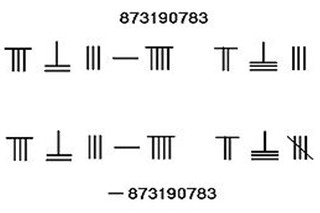 873190783
𝍧 𝍯 𝍢 𝍩 𝍨   𝍦 𝍰 𝍢
𝍧 𝍯 𝍢 𝍩 𝍨   𝍦 𝍰 𝍢⃥
— 873190783